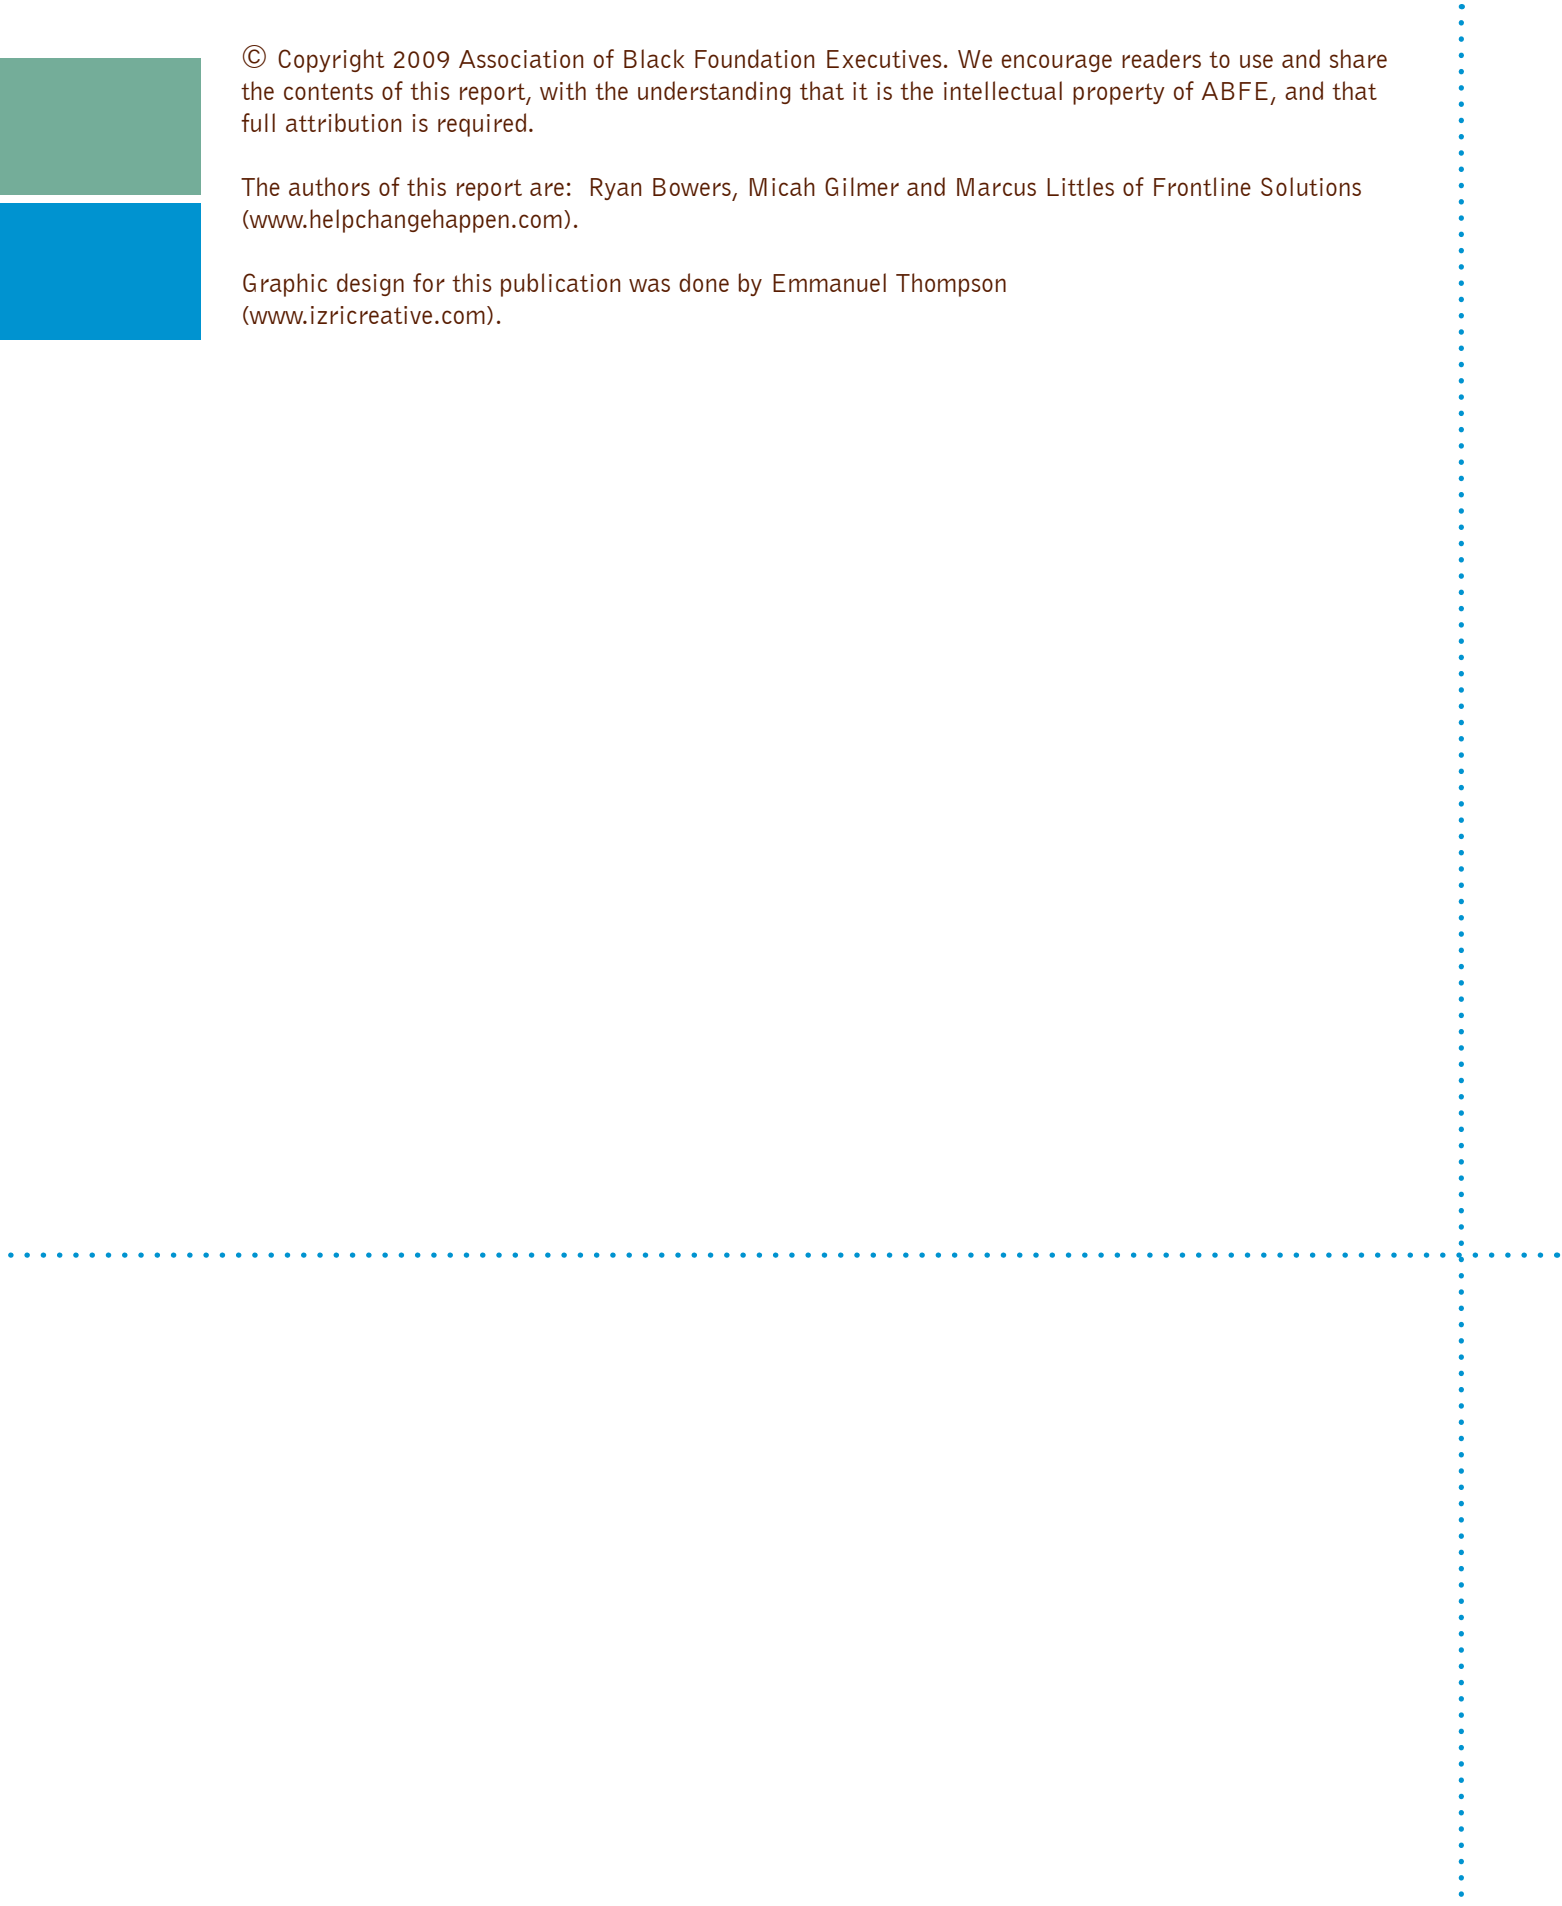 © Copyright 2009 Association of Black Foundation Executives. We encourage readers to use and share
the contents of this report, with the understanding that it is the intellectual property of ABFE, and that
full attribution is required.
The authors of this report are:  Ryan Bowers, Micah Gilmer and Marcus Littles of Frontline Solutions
(www.helpchangehappen.com).
Graphic design for this publication was done by Emmanuel Thompson
(www.izricreative.com).